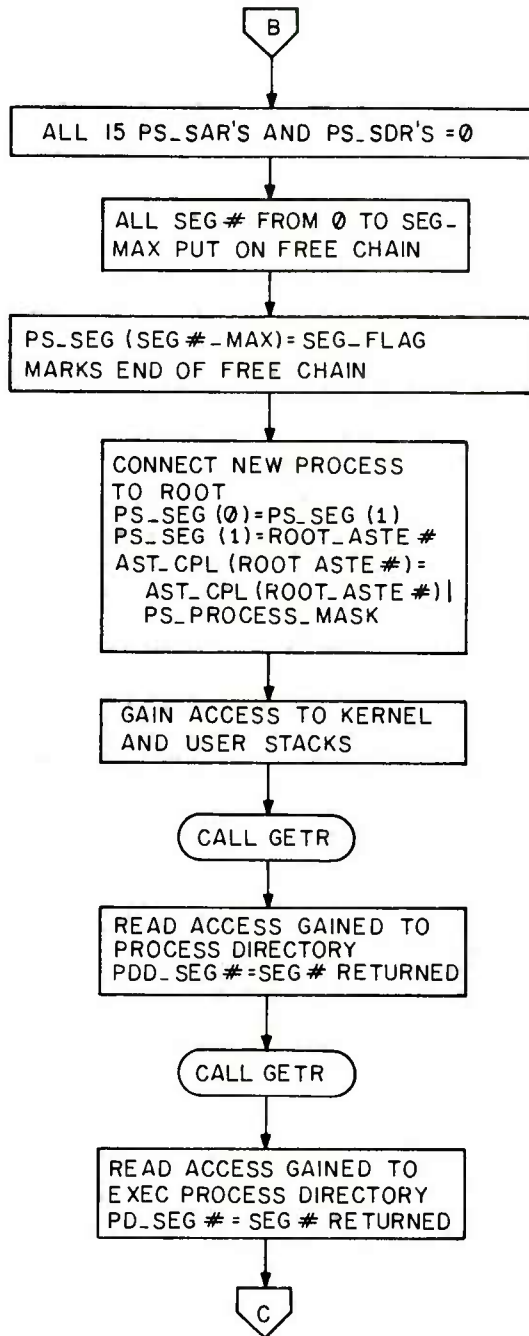 B
ALL 15 PS_SAR'S AND PS_SDR'S =Ø
ALL SEG # FROM Ø TO SEG_
MAX PUT ON FREE CHAIN
PS_SEG (SEG #_MAX)= SEG_FLAG
MARKS END OF FREE CHAIN
CONNECT NEW PROCESS
TO ROOT
PS_SEG (0)=PS_SEG (1)
PS_SEG (1)=ROOT_ASTE #
AST_CPL (ROOT ASTE #)=
AST_CPL (ROOT_ASTE #) |
PS_PROCESS_MASK
GAIN ACCESS TO KERNEL
AND USER STACKS
CALL GETR
READ ACCESS GAINED TO
PROCESS DIRECTORY
PDD_SEG #=SEG # RETURNED
CALL GETR
READ ACCESS GAINED TO
EXEC PROCESS DIRECTORY
PD_SEG # = SEG # RETURNED
C